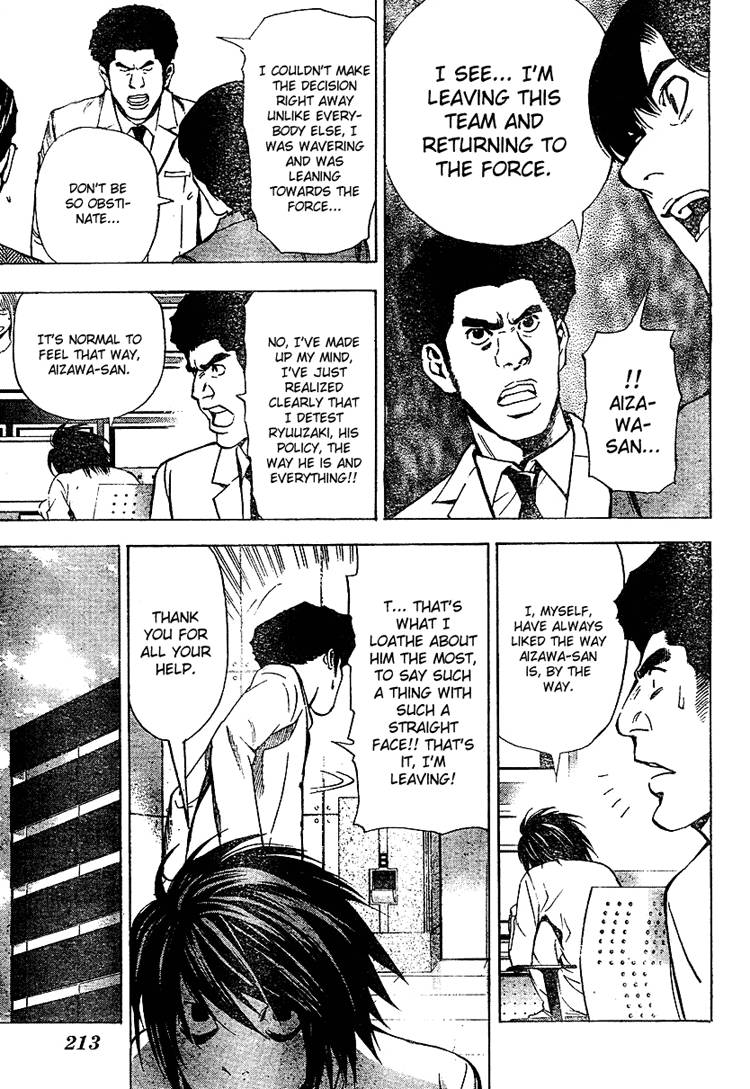 I SEE... I'M
LEAVING THIS
TEAM AND
RETURNING TO
THE FORCE.
!!
AIZA-
WA-
SAN...
I COULDN'T MAKE
THE DECISION
RIGHT AWAY
UNLIKE EVERY-
BODY ELSE, I
WAS WAVERING
AND WAS
LEANING
TOWARDS THE
FORCE...
DON'T BE
SO OBSTI-
NATE...
NO, I'VE MADE
UP MY MIND,
I'VE JUST
REALIZED
CLEARLY THAT
I DETEST
RYUUZAKI, HIS
POLICY, THE
WAY HE IS AND
EVERYTHING!!
IT'S NORMAL TO
FEEL THAT WAY,
AIZAWA-SAN.
I, MYSELF,
HAVE ALWAYS
LIKED THE WAY
AIZAWA-SAN
IS, BY THE
WAY.
T... THAT'S
WHAT I
LOATHE ABOUT
HIM THE MOST,
TO SAY SUCH
A THING WITH
SUCH A
STRAIGHT
FACE!! THAT'S
IT, I'M
LEAVING!
THANK
YOU FOR
ALL YOUR
HELP.
213